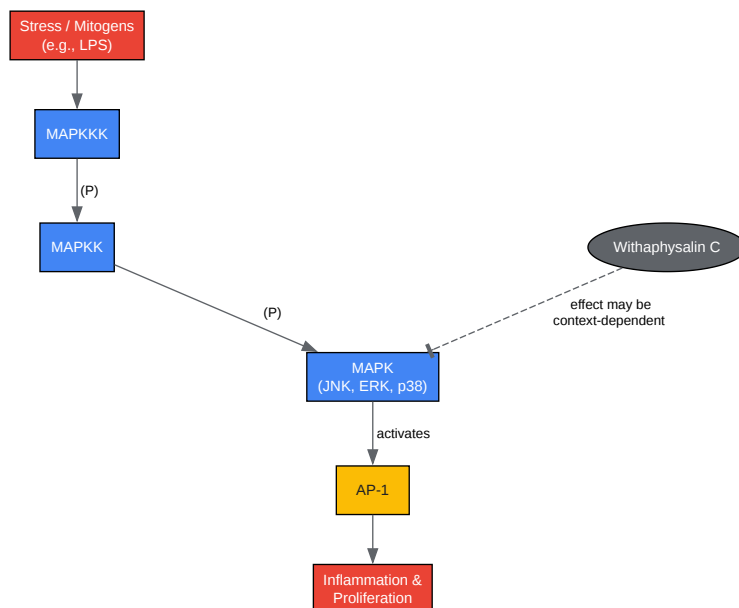 Stress / Mitogens
(e.g., LPS)
MAPKKK
(P)
MAPKK
Withaphysalin C
(P)
effect may be
context-dependent
MAPK
(JNK, ERK, p38)
activates
AP-1
Inflammation &
Proliferation